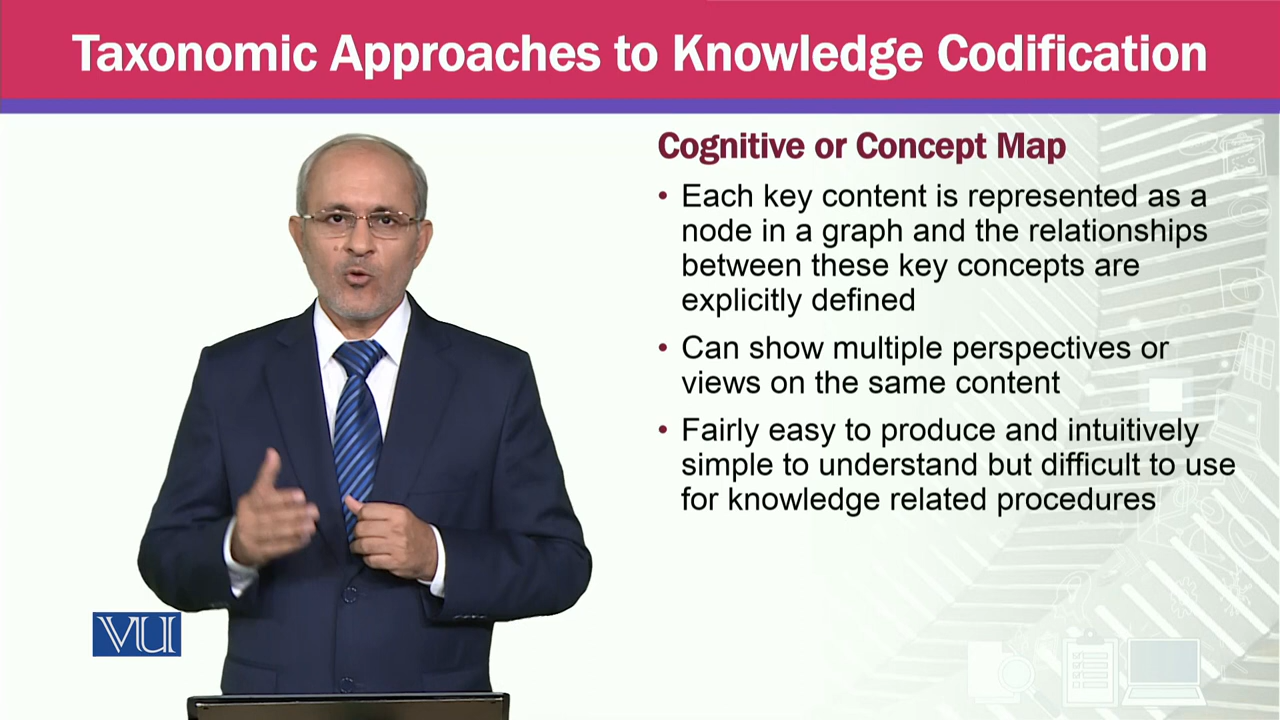 Taxonomic Approaches to Knowledge Codification
Cognitive or Concept Map
• Each key content is represented as a
node in a graph and the relationships
between these key concepts are
explicitly defined
• Can show multiple perspectives or
views on the same content
• Fairly easy to produce and intuitively
simple to understand but difficult to use
for knowledge related procedures
VU